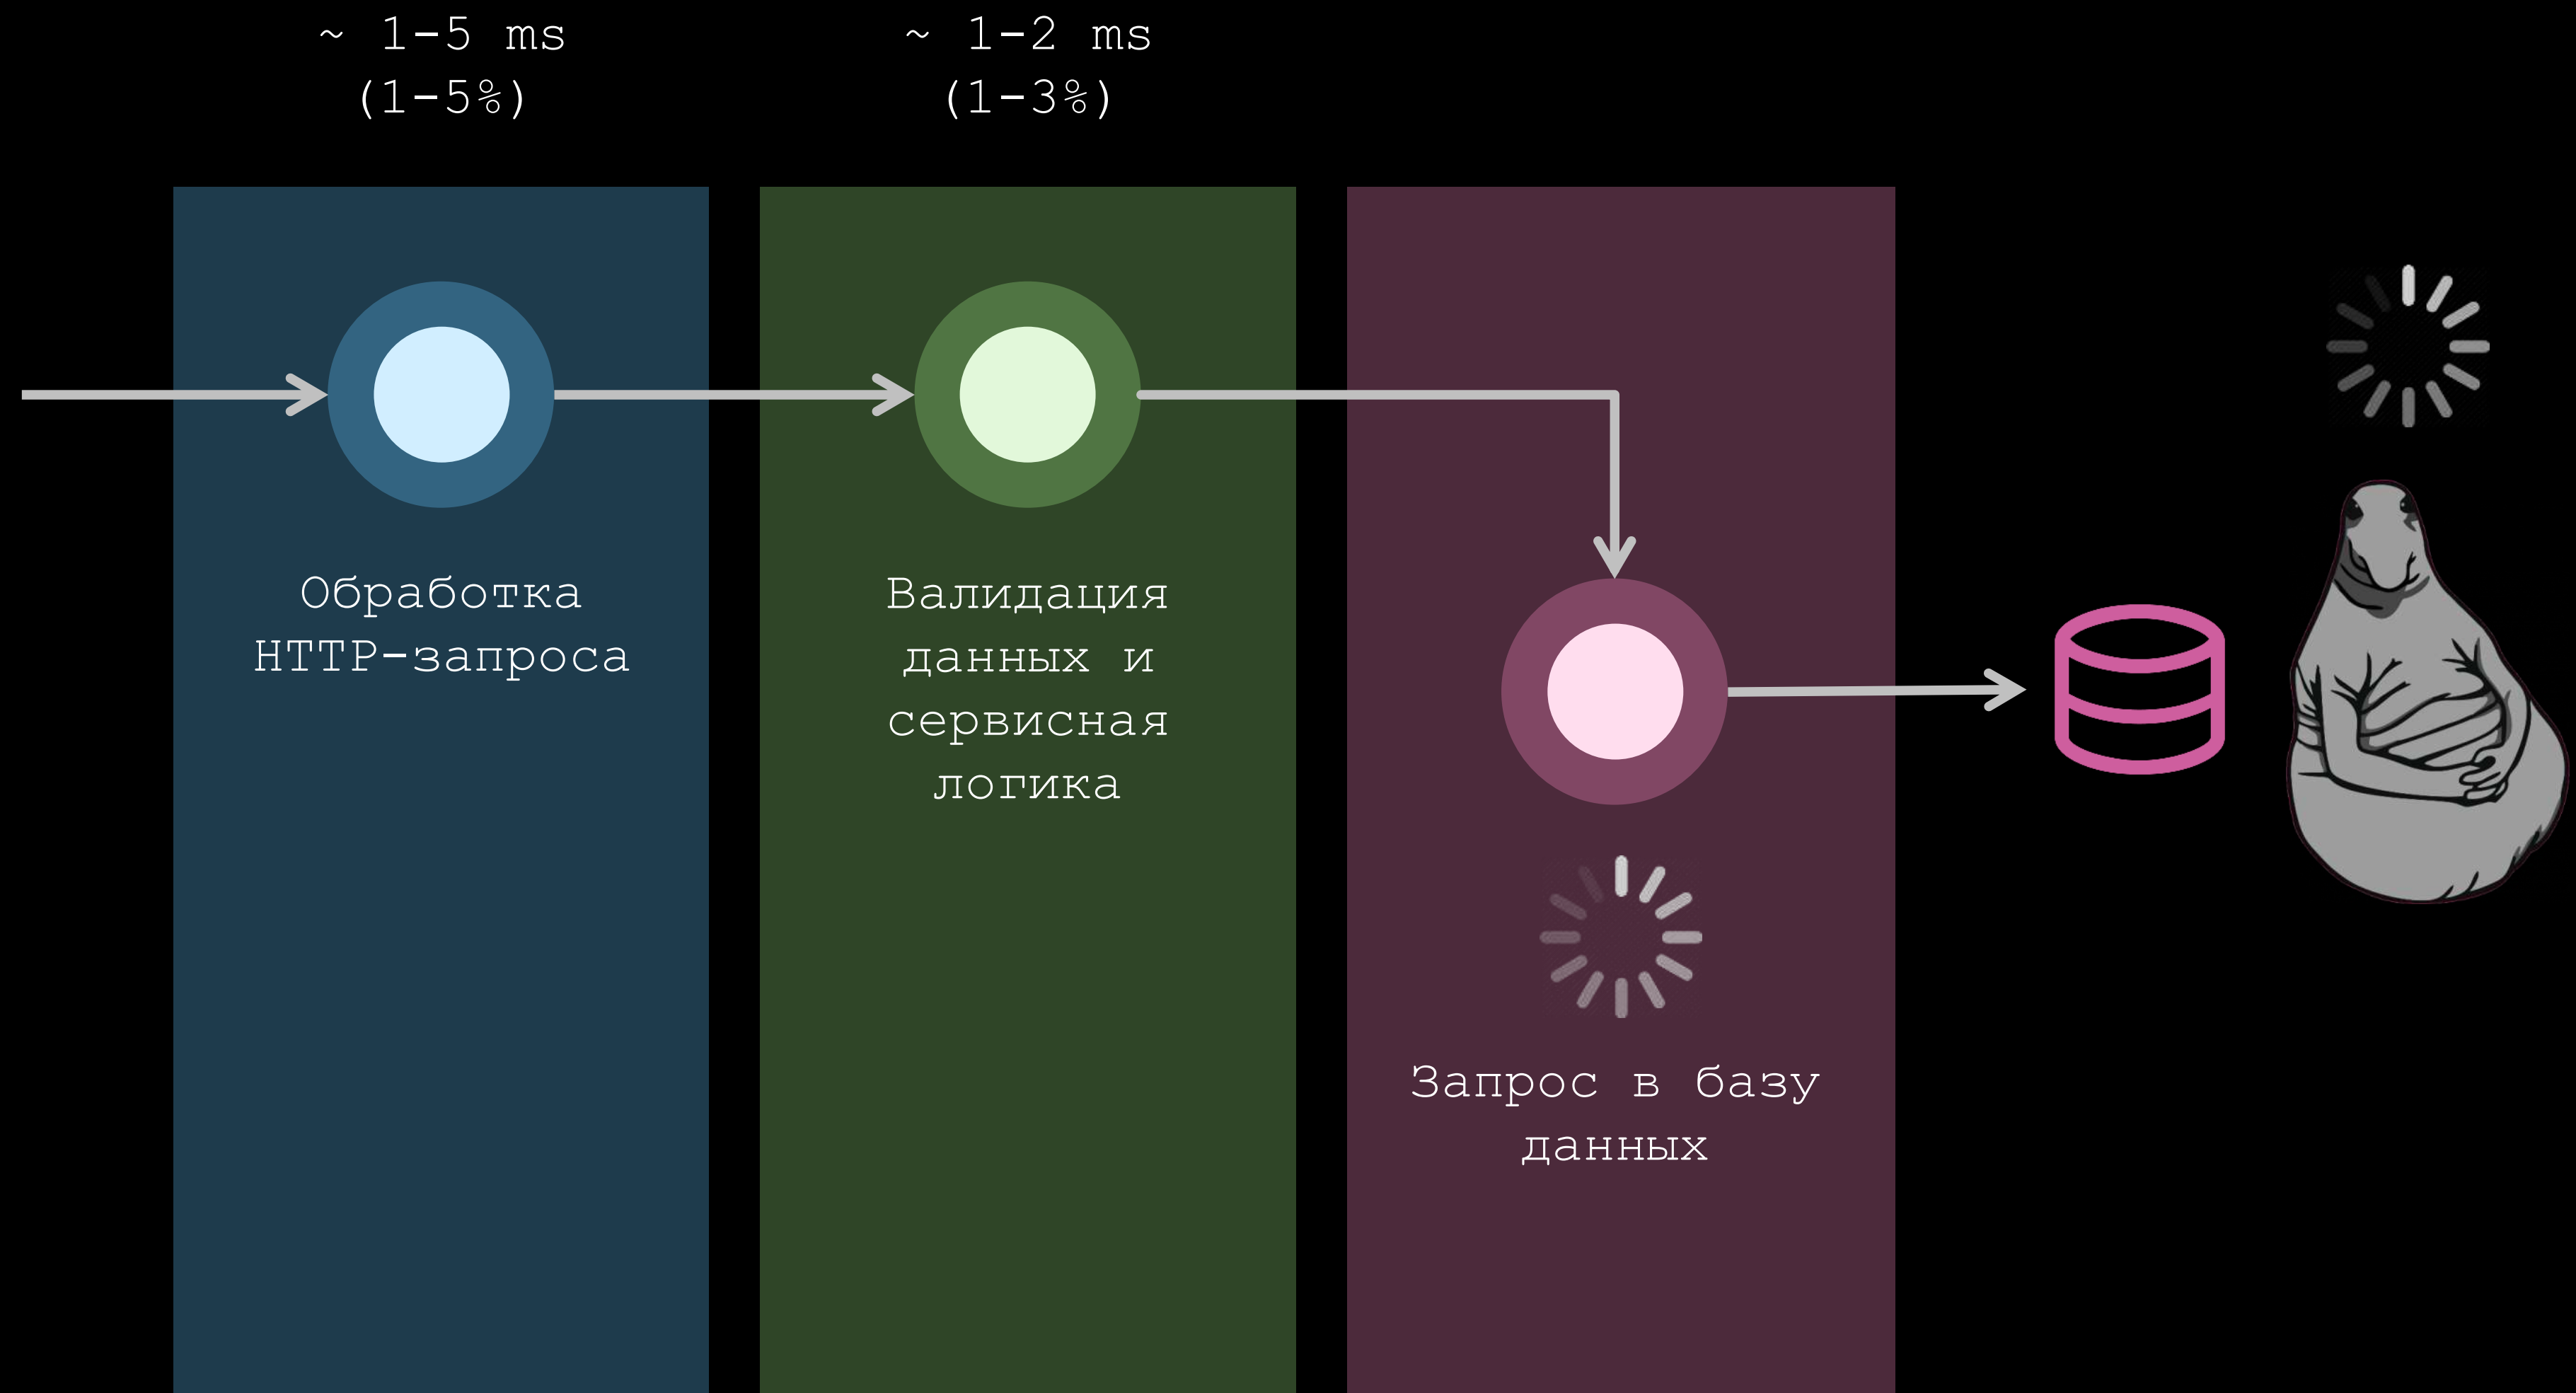 ~ 1-5 ms
(1-5%)
~ 1-2 ms
(1-3%)
Обработка
HTTP-запроса
Валидация
данных и
сервисная
логика
Запрос в базу
данных